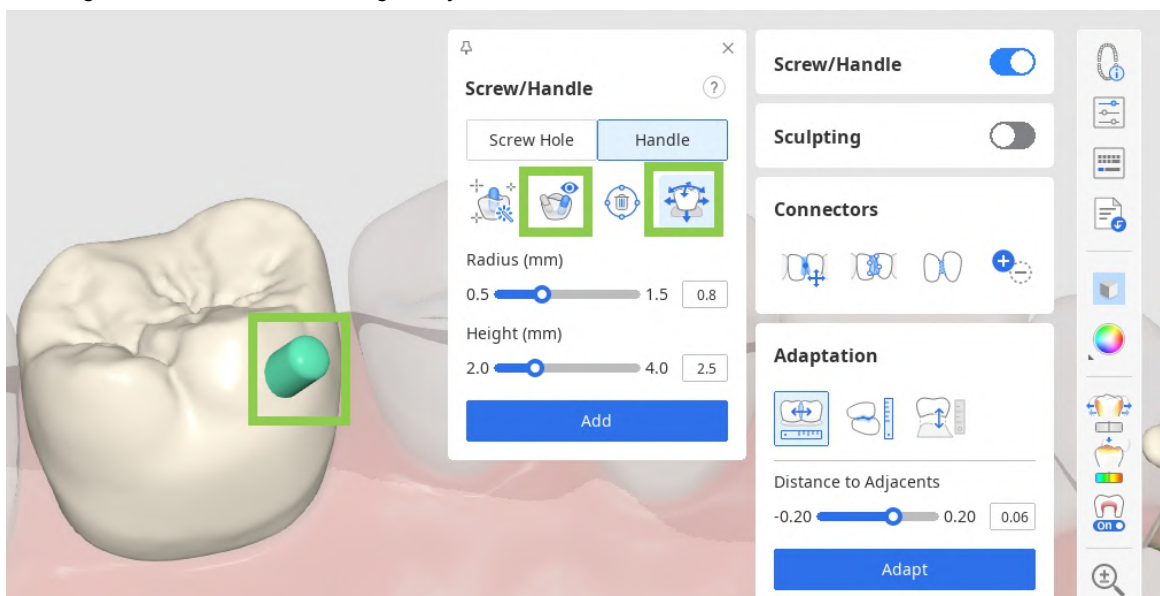 Screw/Handle
?
Screw Hole Handle
Radius (mm)
0.5 1.5 0.8
Height (mm)
2.0 4.0 2.5
Add
Screw/Handle
Sculpting
Connectors
Adaptation
Distance to Adjacents
-0.20 0.20 0.06
Adapt
On